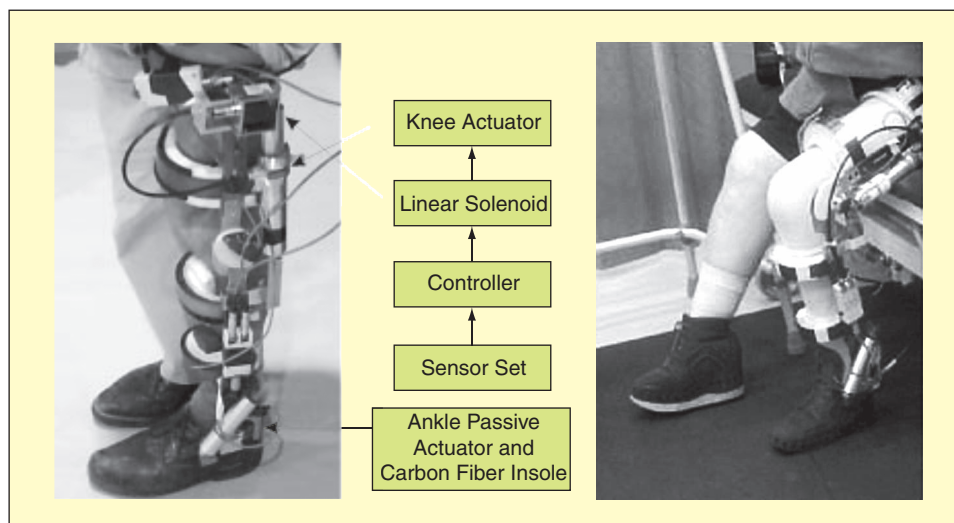 Knee Actuator
Linear Solenoid
Controller
Sensor Set
Ankle Passive
Actuator and
Carbon Fiber Insole